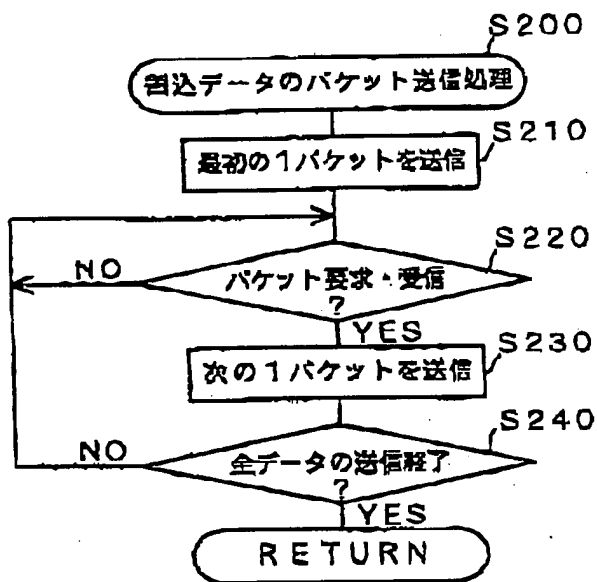 S200
割込データのパケット送信処理
S210
最初の1パケットを送信
S220
NO
パケット要求・受信
?
YES
S230
次の1パケットを送信
S240
NO
全データの送信終了
?
YES
RETURN